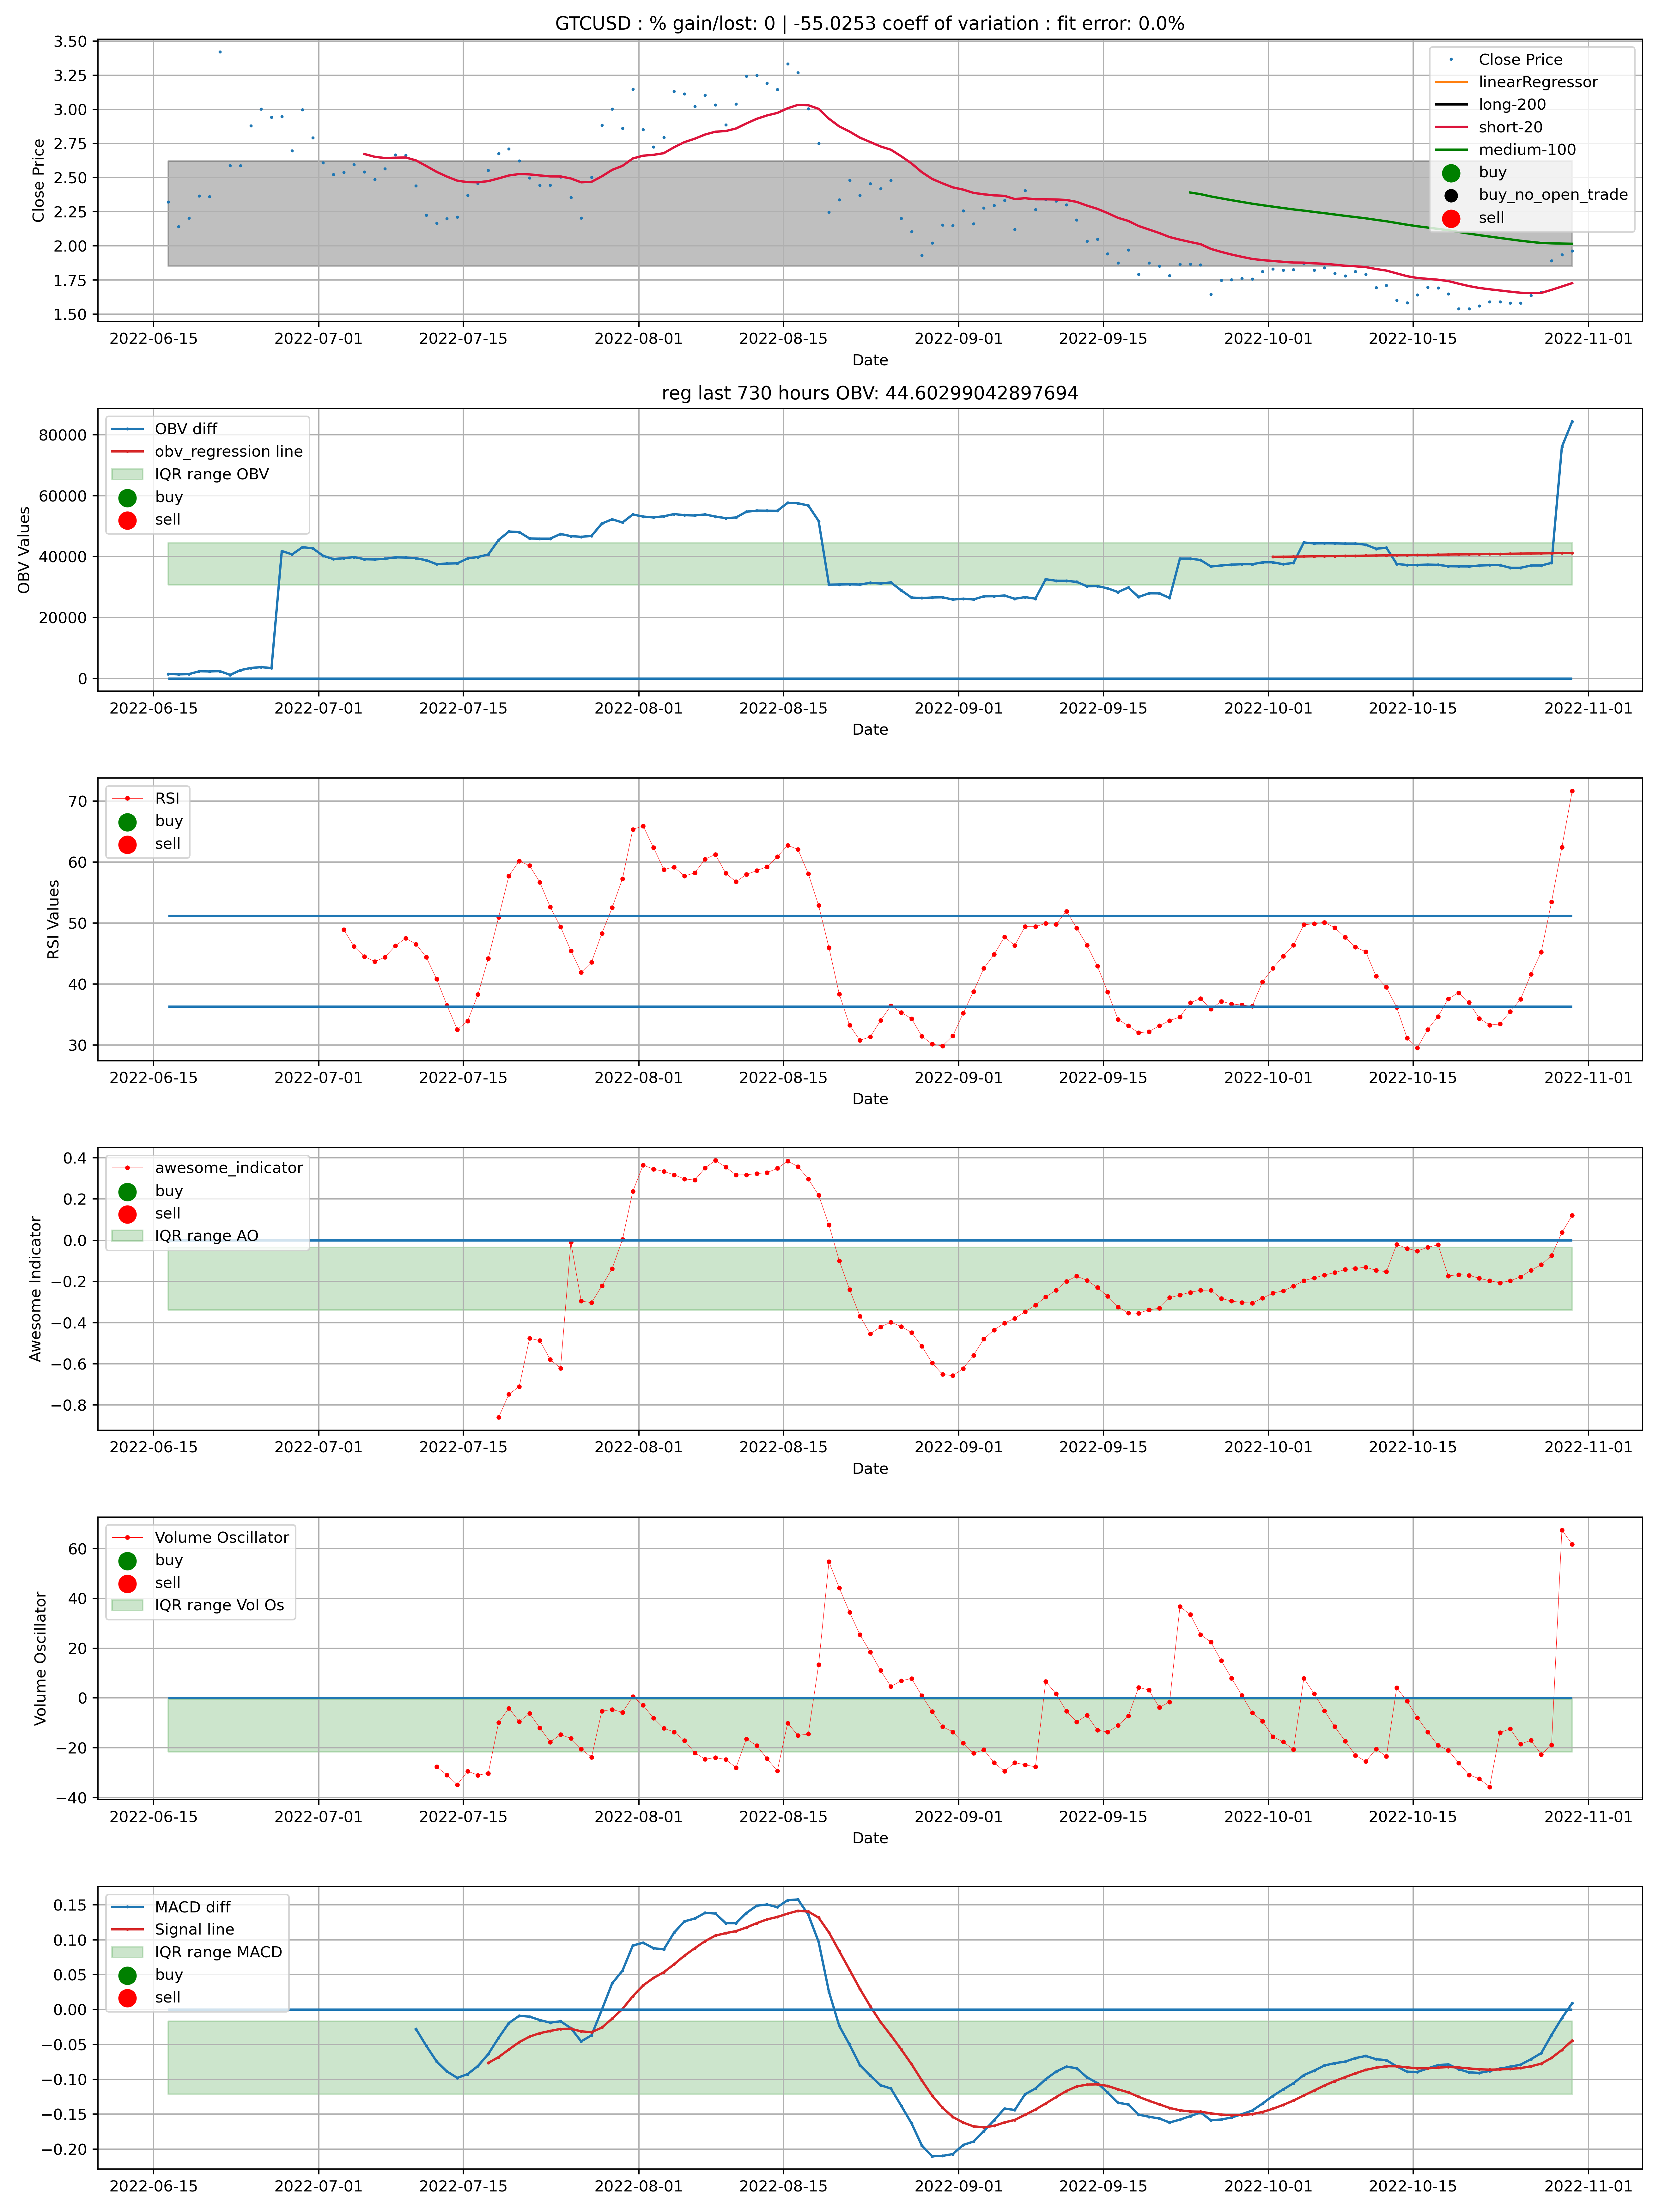 GTCUSD : % gain/lost: 0 | -55.0253 coeff of variation : fit error: 0.0%
3.50
3.25
3.00
2.75
2.50
2.25
2.00
1.75
1.50
Close Price
Close Price
linearRegressor
long-200
short-20
medium-100
buy
buy_no_open_trade
sell
2022-06-15 2022-07-01 2022-07-15 2022-08-01 2022-08-15 2022-09-01 2022-09-15 2022-10-01 2022-10-15 2022-11-01
Date
reg last 730 hours OBV: 44.60299042897694
80000
60000
40000
20000
0
OBV Values
OBV diff
obv_regression line
IQR range OBV
buy
sell
2022-06-15 2022-07-01 2022-07-15 2022-08-01 2022-08-15 2022-09-01 2022-09-15 2022-10-01 2022-10-15 2022-11-01
Date
70
60
50
40
30
RSI Values
RSI
buy
sell
2022-06-15 2022-07-01 2022-07-15 2022-08-01 2022-08-15 2022-09-01 2022-09-15 2022-10-01 2022-10-15 2022-11-01
Date
0.4
0.2
0.0
−0.2
−0.4
−0.6
−0.8
Awesome Indicator
awesome_indicator
buy
sell
IQR range AO
2022-06-15 2022-07-01 2022-07-15 2022-08-01 2022-08-15 2022-09-01 2022-09-15 2022-10-01 2022-10-15 2022-11-01
Date
60
40
20
0
−20
−40
Volume Oscillator
Volume Oscillator
buy
sell
IQR range Vol Os
2022-06-15 2022-07-01 2022-07-15 2022-08-01 2022-08-15 2022-09-01 2022-09-15 2022-10-01 2022-10-15 2022-11-01
Date
0.15
0.10
0.05
0.00
−0.05
−0.10
−0.15
−0.20
MACD diff
Signal line
IQR range MACD
buy
sell
2022-06-15 2022-07-01 2022-07-15 2022-08-01 2022-08-15 2022-09-01 2022-09-15 2022-10-01 2022-10-15 2022-11-01